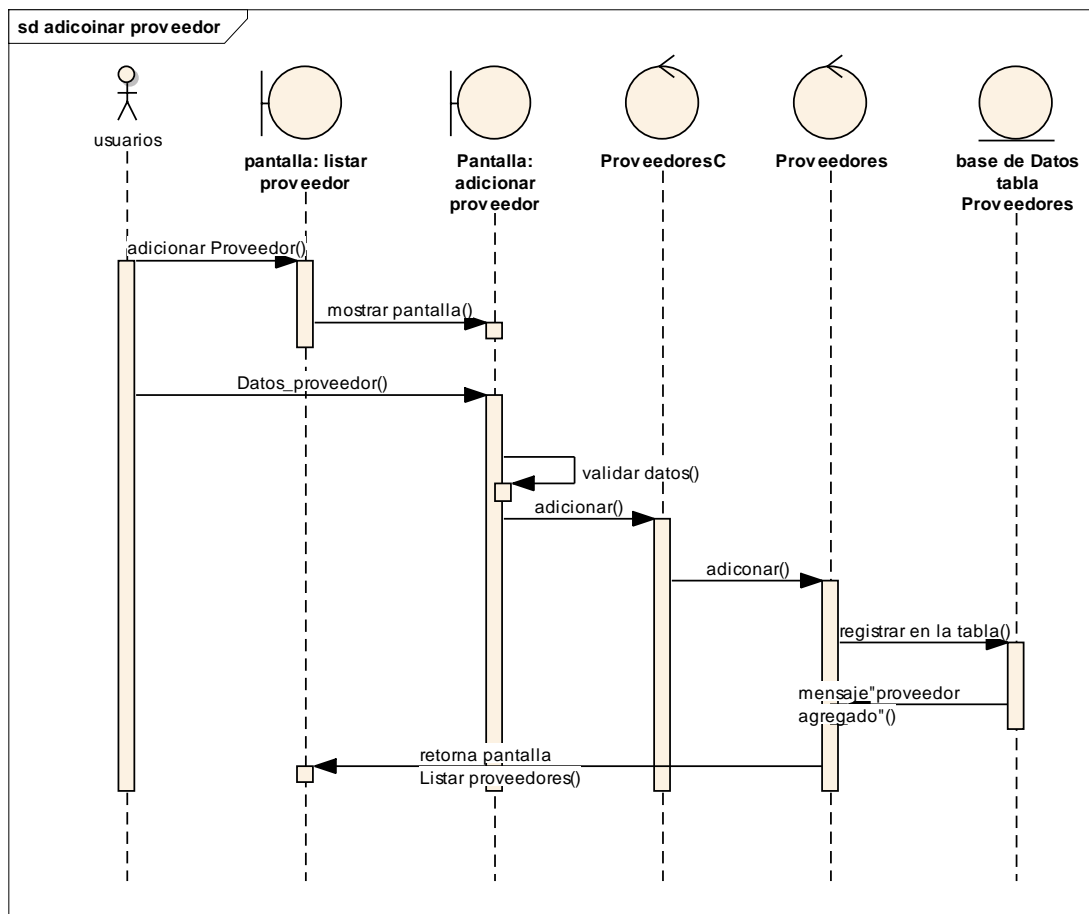 sd adicoinar proveedor
usuarios
pantalla: listar
proveedor
Pantalla:
adicionar
proveedor
ProveedoresC
Proveedores
base de Datos
tabla
Proveedores
adicionar Proveedor()
mostrar pantalla()
Datos_proveedor()
validar datos()
adicionar()
adiconar()
registrar en la tabla()
mensaje"proveedor
agregado"()
retorna pantalla
Listar proveedores()